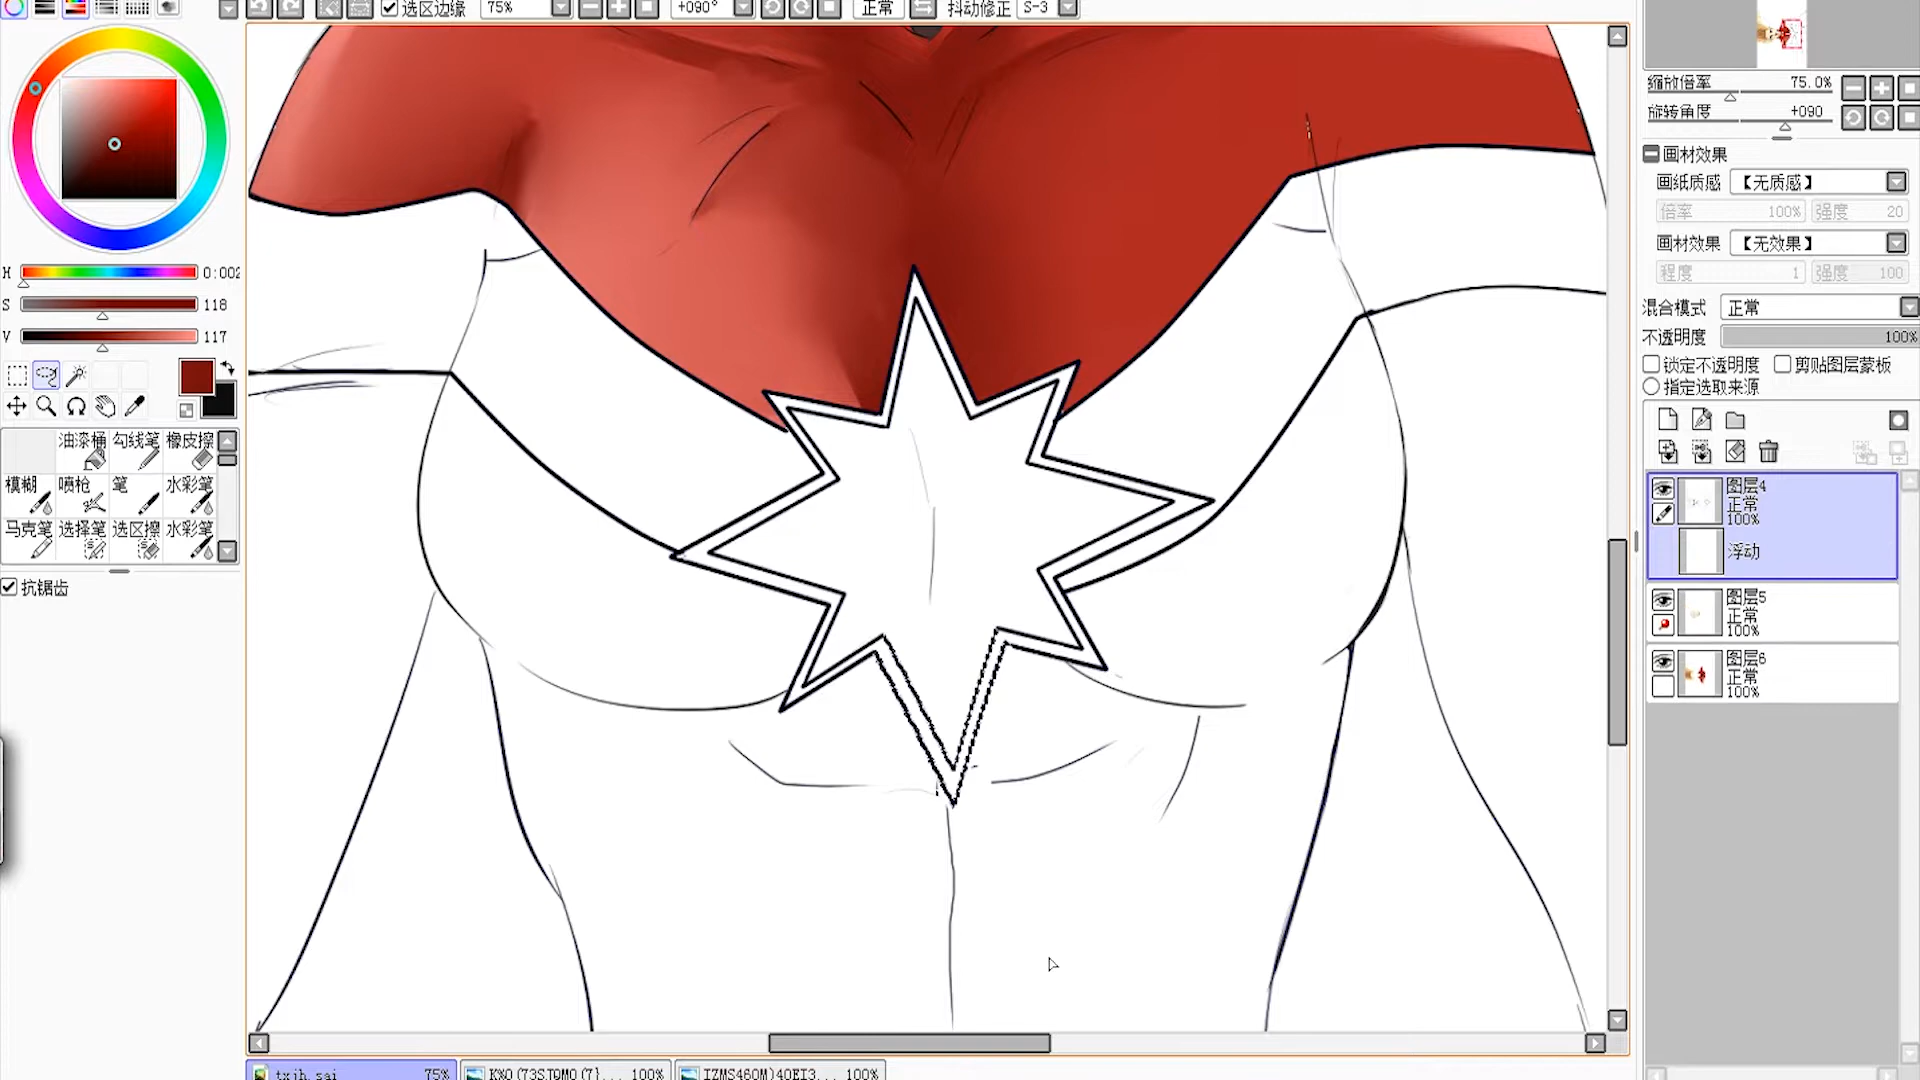 选区边缘 75% +090° 正常 抖动修正 S-3
缩放倍率 75.0%
旋转角度 +090
画材效果
画纸质感 【无质感】
倍率 100% 强度 20
画材效果 【无效果】
程度 1 强度 100
混合模式 正常
不透明度 100%
锁定不透明度 剪贴图层蒙板
指定选取来源
H 0:002
S 118
V 117
油漆桶 勾线笔 橡皮擦
模糊 喷枪 笔 水彩笔
马克笔 选择笔 选区擦 水彩笔
抗锯齿
图层4
正常
100%
浮动
图层5
正常
100%
图层6
正常
100%
txjh.sai 75%
100%
100%